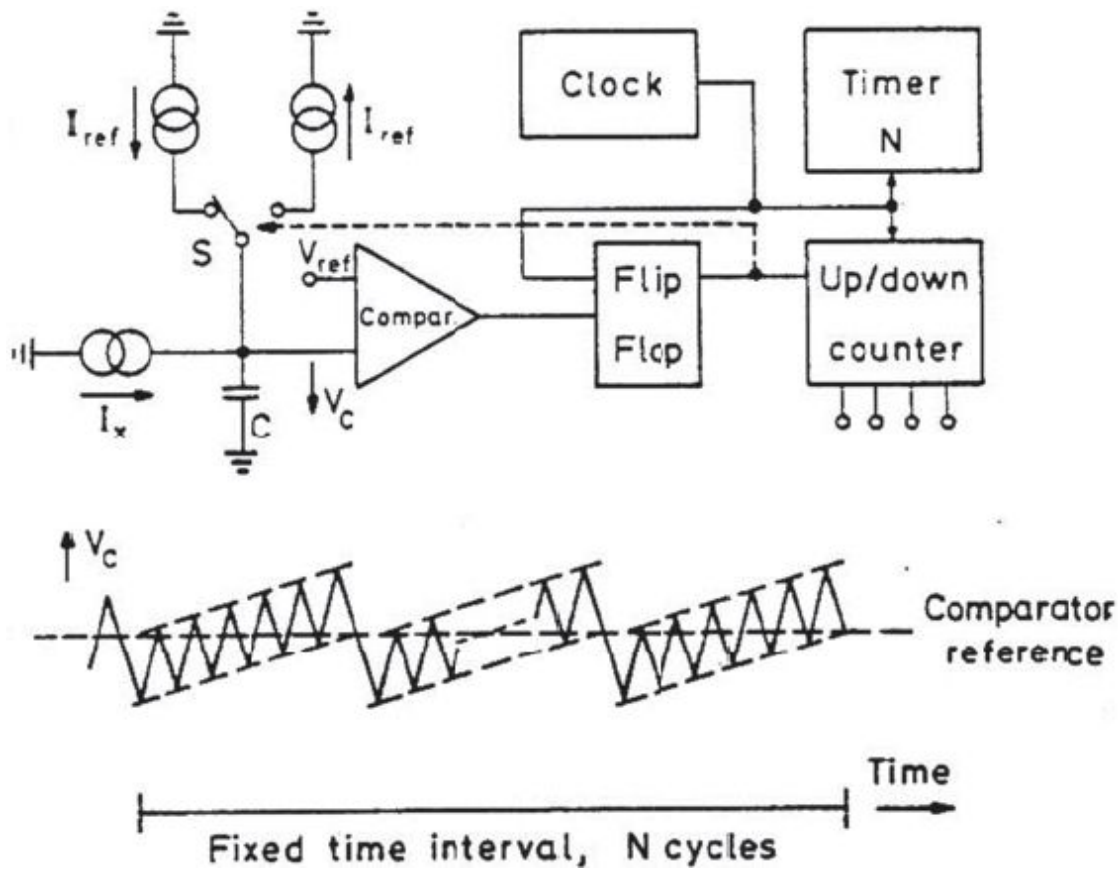 Clock
Timer
N
I ref
I ref
S
V ref
Compar.
Flip
Flop
Up/down
counter
I x
C
V c
V c
Comparator
reference
Time
Fixed time interval, N cycles